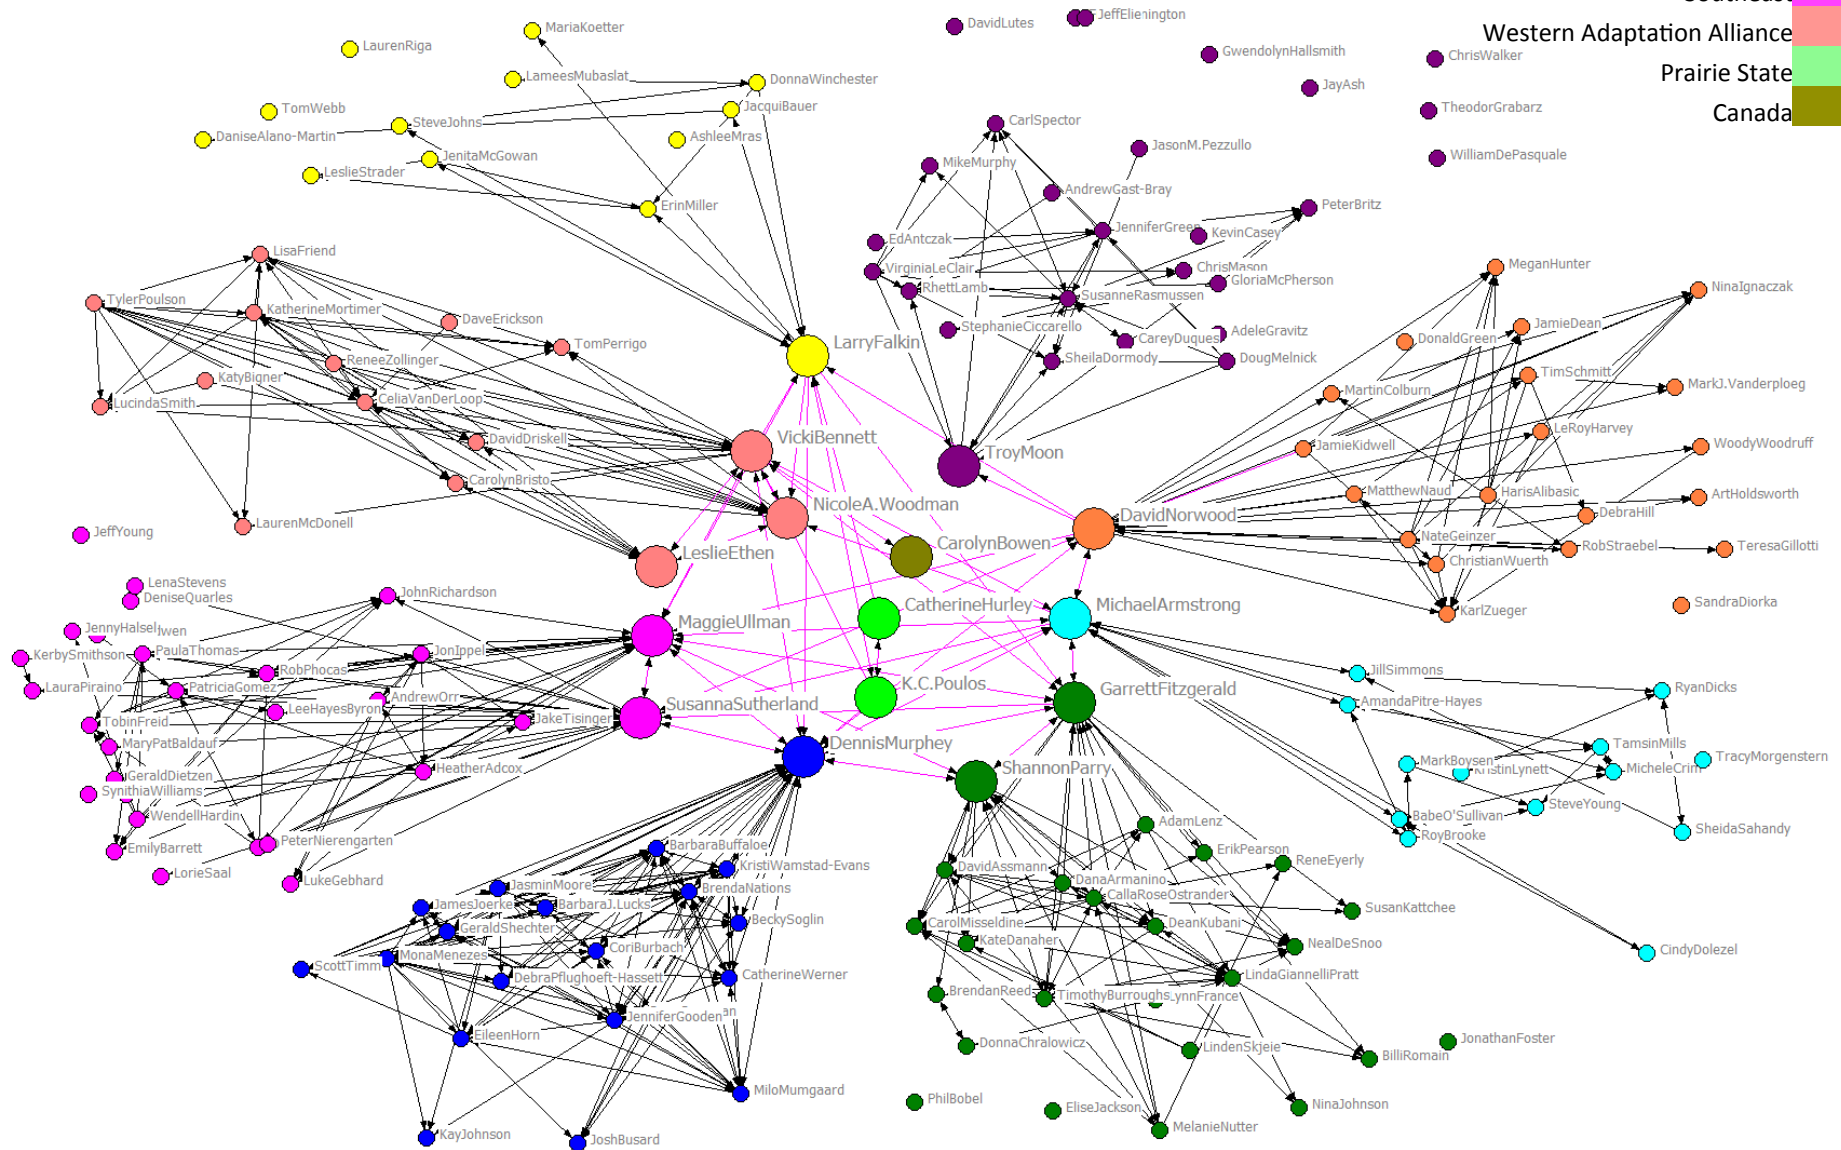 Southeast
Western Adaptation Alliance
Prairie State
Canada
MariaKoetter
LaurenRiga
LameesMubaslat
DonnaWinchester
TomWebb
JacquiBauer
SteveJohns
DaniseAlano-Martin
AshleeMras
JenitaMcGowan
LeslieStrader
ErinMiller
DavidLutes
JeffElienington
GwendolynHallsmith
ChrisWalker
JayAsh
TheodorGrabarz
WilliamDePasquale
CarlSpector
JasonM.Pezzullo
MikeMurphy
AndrewGast-Bray
PeterBritz
JenniferGreen
KevinCasey
EdAntczak
VirginiaLeClair
ChrisMason
GloriaMcPherson
RhettLamb
SusanneRasmussen
StephanieCiccarello
CareyDuques
AdeleGravitz
SheilaDormody
DougMelnick
LisaFriend
TylerPoulson
KatherineMortimer
DaveErickson
TomPerrigo
ReneeZollinger
KatyBigner
LucindaSmith
CeliaVanDerLoop
DavidDriskell
CarolynBristo
LaurenMcDonell
LarryFalkin
VickiBennett
NicoleA.Woodman
LeslieEthen
TroyMoon
CarolynBowen
DavidNorwood
CatherineHurley
MichaelArmstrong
MaggieUllman
K.C.Poulos
SusannaSutherland
GarrettFitzgerald
DennisMurphey
ShannonParry
MeganHunter
NinaIgnaczak
JamieDean
DonaldGreen
TimSchmitt
MartinColburn
MarkJ.Vanderploeg
LeRoyHarvey
JamieKidwell
WoodyWoodruff
MatthewNaud
HarisAlibasic
ArtHoldsworth
DebraHill
NateGeinzer
RobStraebel
TeresaGillotti
ChristianWuerth
SandraDiorka
KarlZueger
JeffYoung
LenaStevens
DeniseQuarles
JohnRichardson
JennyHalsel
PaulaThomas
KerbySmithson
JonIppel
RobPhocas
LauraPiraino
PatriciaGomez
AndrewOrr
LeeHayesByron
TobinFreid
JakeTisinger
MaryPatBaldauf
HeatherAdcox
GeraldDietzen
SynithiaWilliams
WendellHardin
EmilyBarrett
PeterNierengarten
LorieSaal
LukeGebhard
JillSimmons
RyanDicks
AmandaPitre-Hayes
TamsinMills
TracyMorgenstern
MarkBoysen
KristinLynett
MicheleCrim
SteveYoung
BabeO'Sullivan
SheidaSahandy
RoyBrooke
CindyDolezel
BarbaraBuffaloe
KristiWamstad-Evans
JasminMoore
BrendaNations
JamesJoerke
BarbaraJ.Lucks
BeckySoglin
GeraldShechter
CoriBurbach
MonaMenezes
ScottTimm
DebraPflughoeft-Hassett
CatherineWerner
JenniferGooden
EileenHorn
MiloMumgaard
KayJohnson
JoshBusard
AdamLenz
ErikPearson
ReneEyerly
DavidAssmann
DanaArmanino
CallaRoseOstrander
SusanKattchee
CarolMisseldine
DeanKubani
KateDanaher
NealDeSnoo
LindaGiannelliPratt
BrendanReed
TimothyBurroughs
LynnFrance
DonnaChralowicz
LindenSkjeie
JonathanFoster
BilliRomain
PhilBobel
EliseJackson
NinaJohnson
MelanieNutter